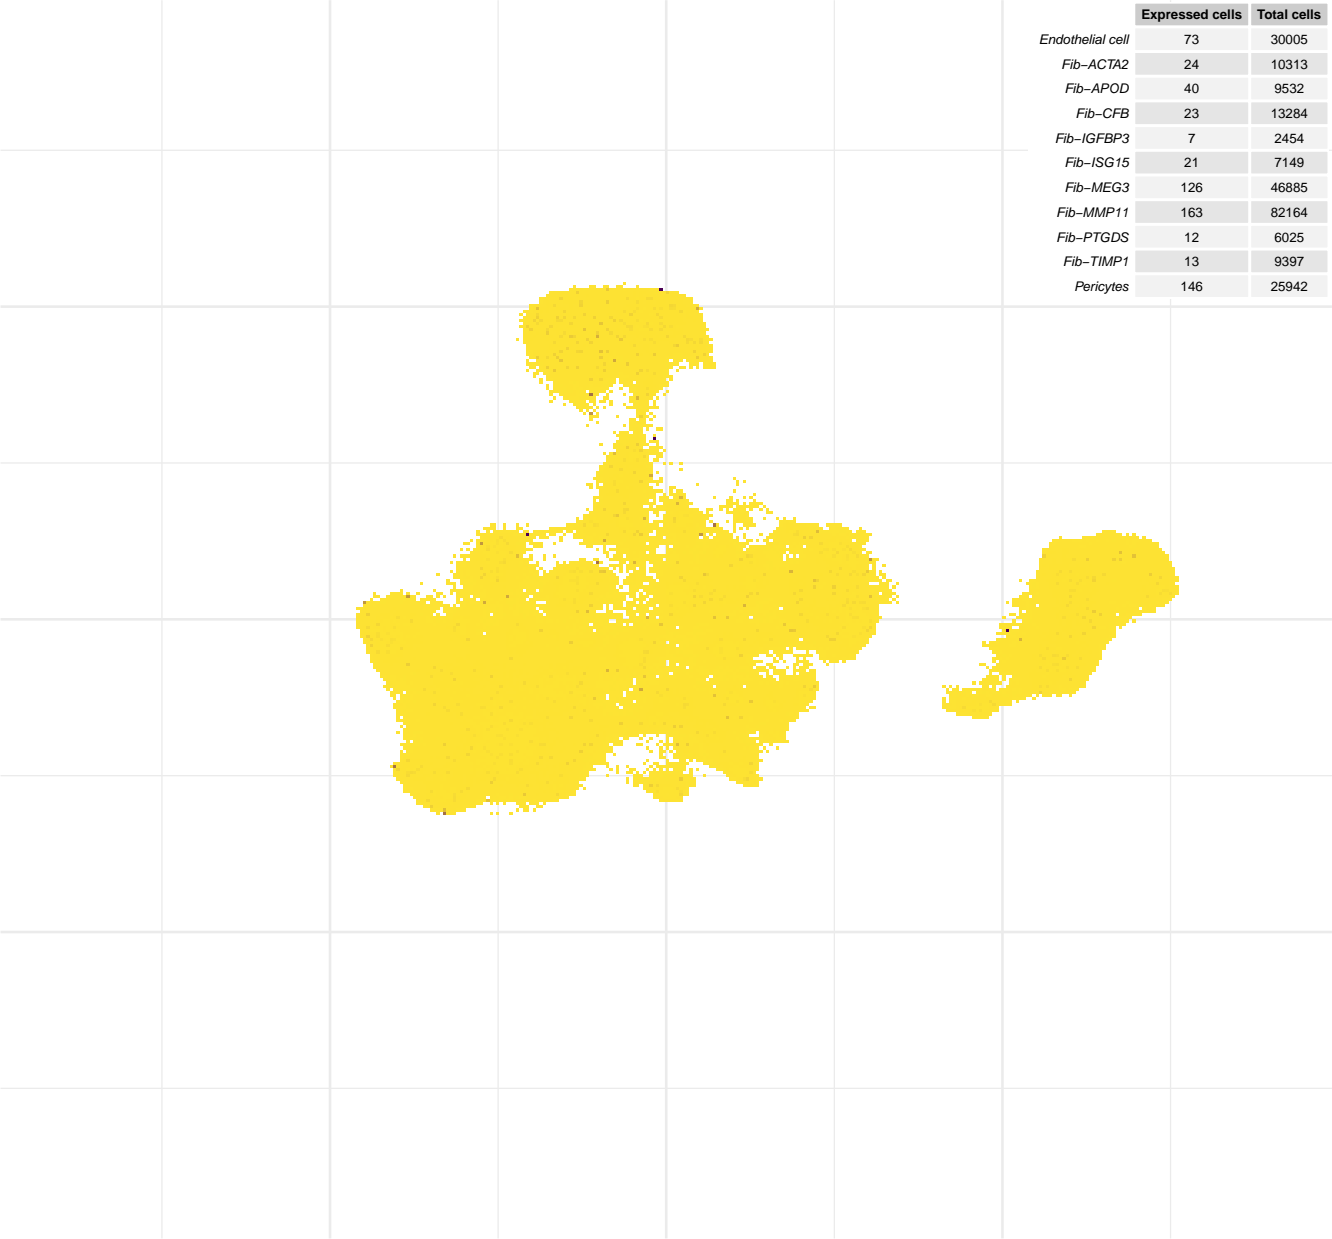 Expressed cells Total cells
Endothelial cell 73 30005
Fib−ACTA2 24 10313
Fib−APOD 40 9532
Fib−CFB 23 13284
Fib−IGFBP3 7 2454
Fib−ISG15 21 7149
Fib−MEG3 126 46885
Fib−MMP11 163 82164
Fib−PTGDS 12 6025
Fib−TIMP1 13 9397
Pericytes 146 25942